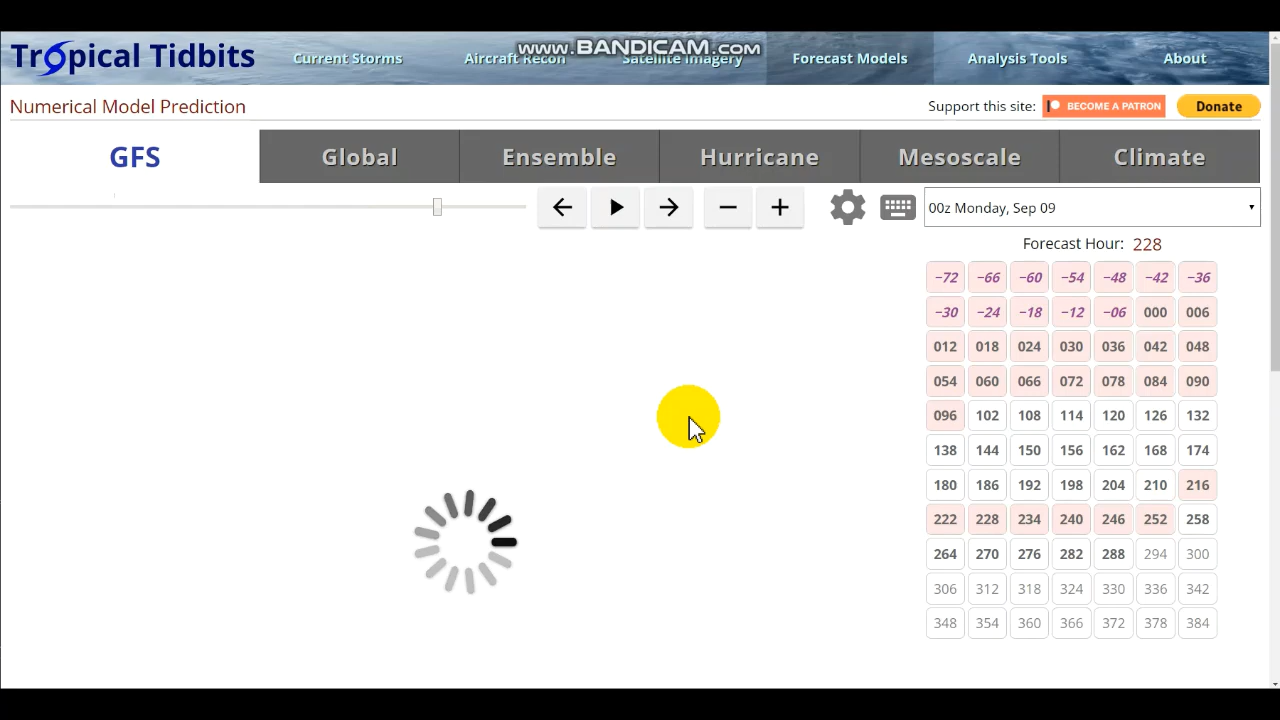 www.BANDICAM.com
Tropical Tidbits
Current Storms
Aircraft Recon
Satellite Imagery
Forecast Models
Analysis Tools
About
Numerical Model Prediction
Support this site:
BECOME A PATRON
Donate
GFS
Global
Ensemble
Hurricane
Mesoscale
Climate
00z Monday, Sep 09
Forecast Hour: 228
−72 −66 −60 −54 −48 −42 −36
−30 −24 −18 −12 −06 000 006
012 018 024 030 036 042 048
054 060 066 072 078 084 090
096 102 108 114 120 126 132
138 144 150 156 162 168 174
180 186 192 198 204 210 216
222 228 234 240 246 252 258
264 270 276 282 288 294 300
306 312 318 324 330 336 342
348 354 360 366 372 378 384